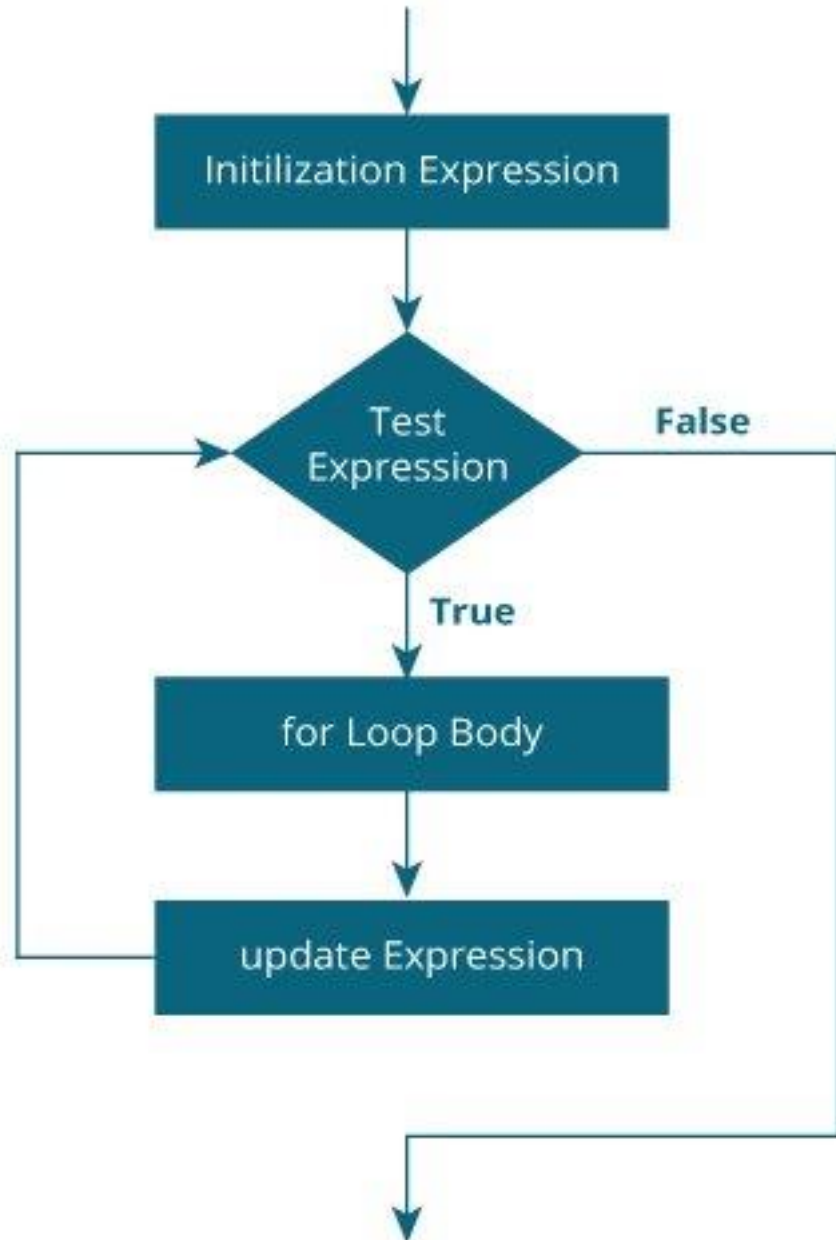 Initilization Expression
Test
Expression
False
True
for Loop Body
update Expression